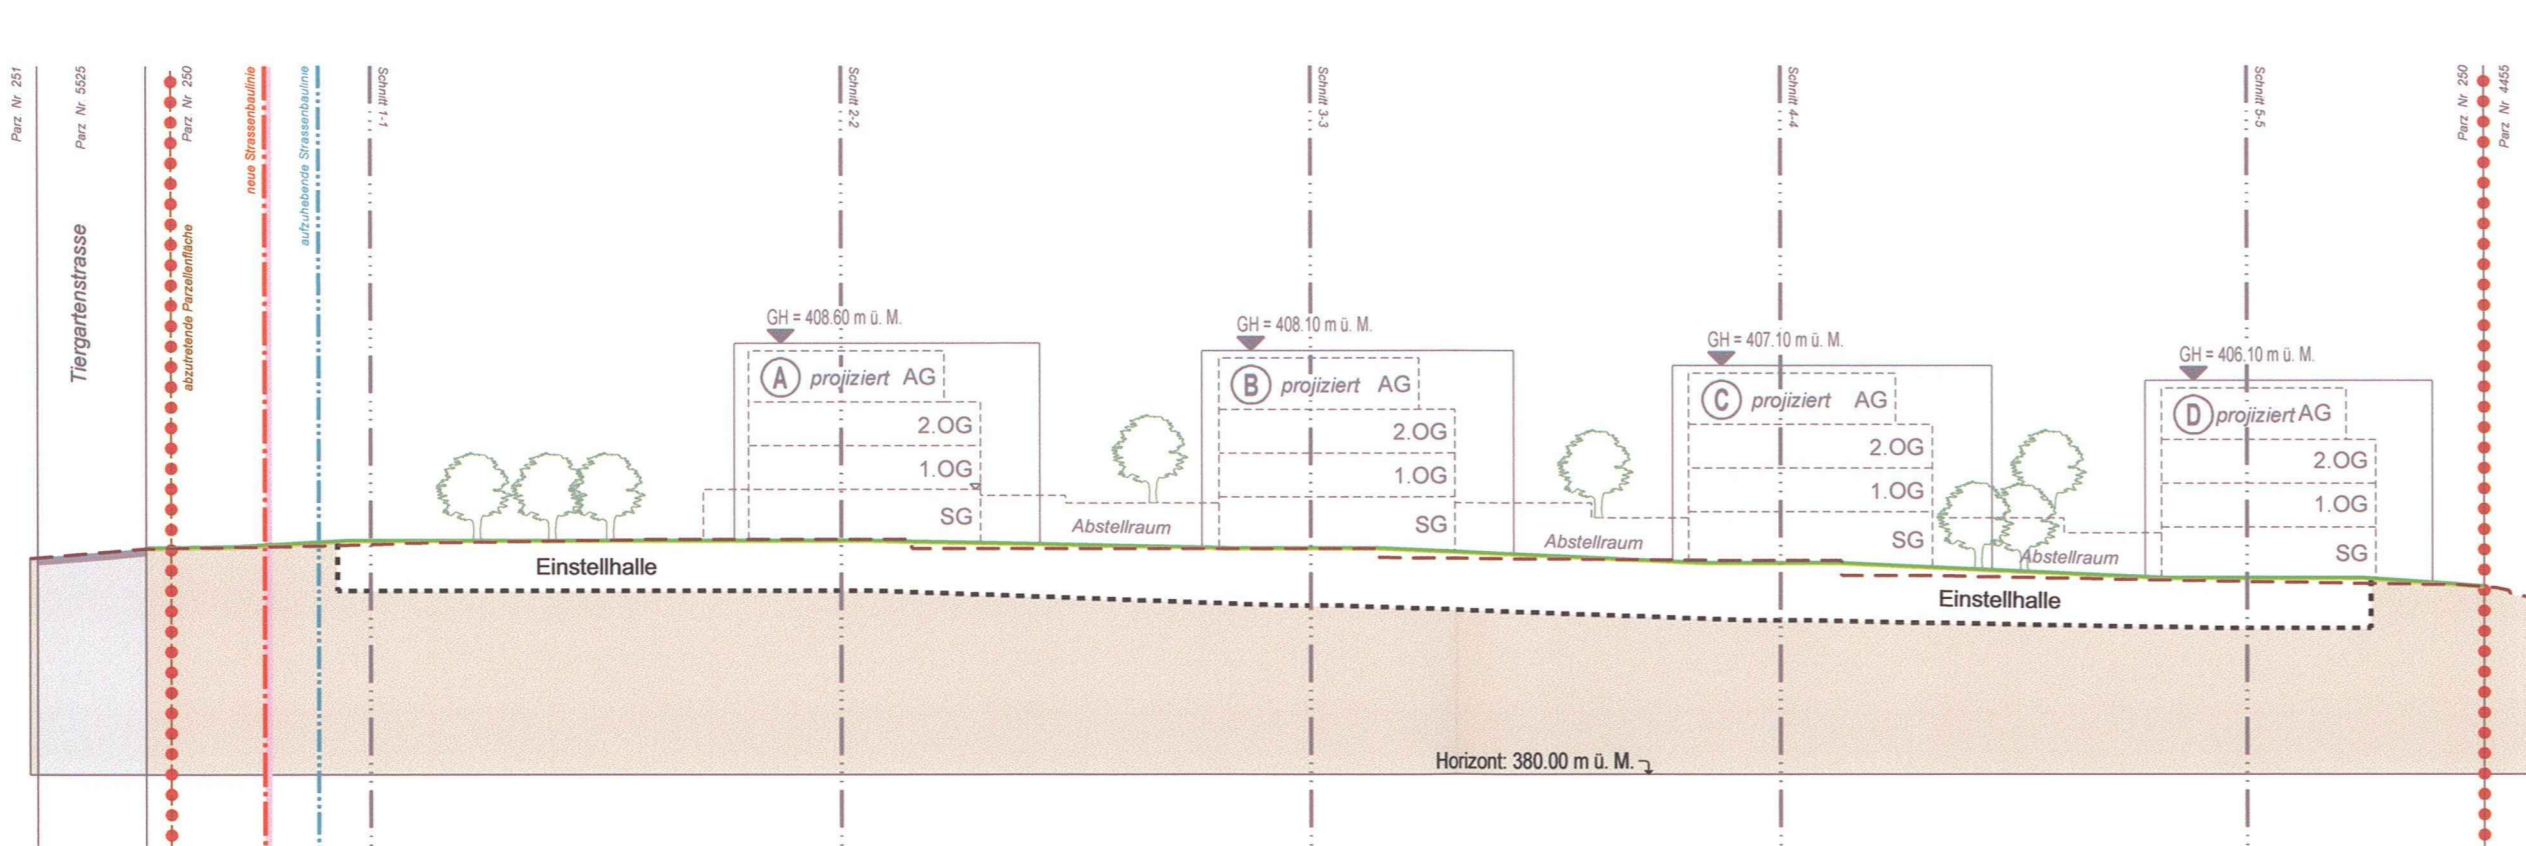 Parz Nr 251
Parz Nr 5525
Tiergartenstrasse
Parz Nr 250
abzutretende Parzellenfläche
neue Strassenbaulinie
aufzuhebende Strassenbaulinie
Schnitt 1-1
Schnitt 2-2
Schnitt 3-3
Schnitt 4-4
Schnitt 5-5
Parz Nr 250
Parz Nr 4455
GH = 408.60 m ü. M.
A projiziert AG
2.OG
1.OG
SG
Abstellraum
GH = 408.10 m ü. M.
B projiziert AG
2.OG
1.OG
SG
Abstellraum
GH = 407.10 m ü. M.
C projiziert AG
2.OG
1.OG
SG
Abstellraum
GH = 406.10 m ü. M.
D projiziert AG
2.OG
1.OG
SG
Einstellhalle
Einstellhalle
Horizont: 380.00 m ü. M.